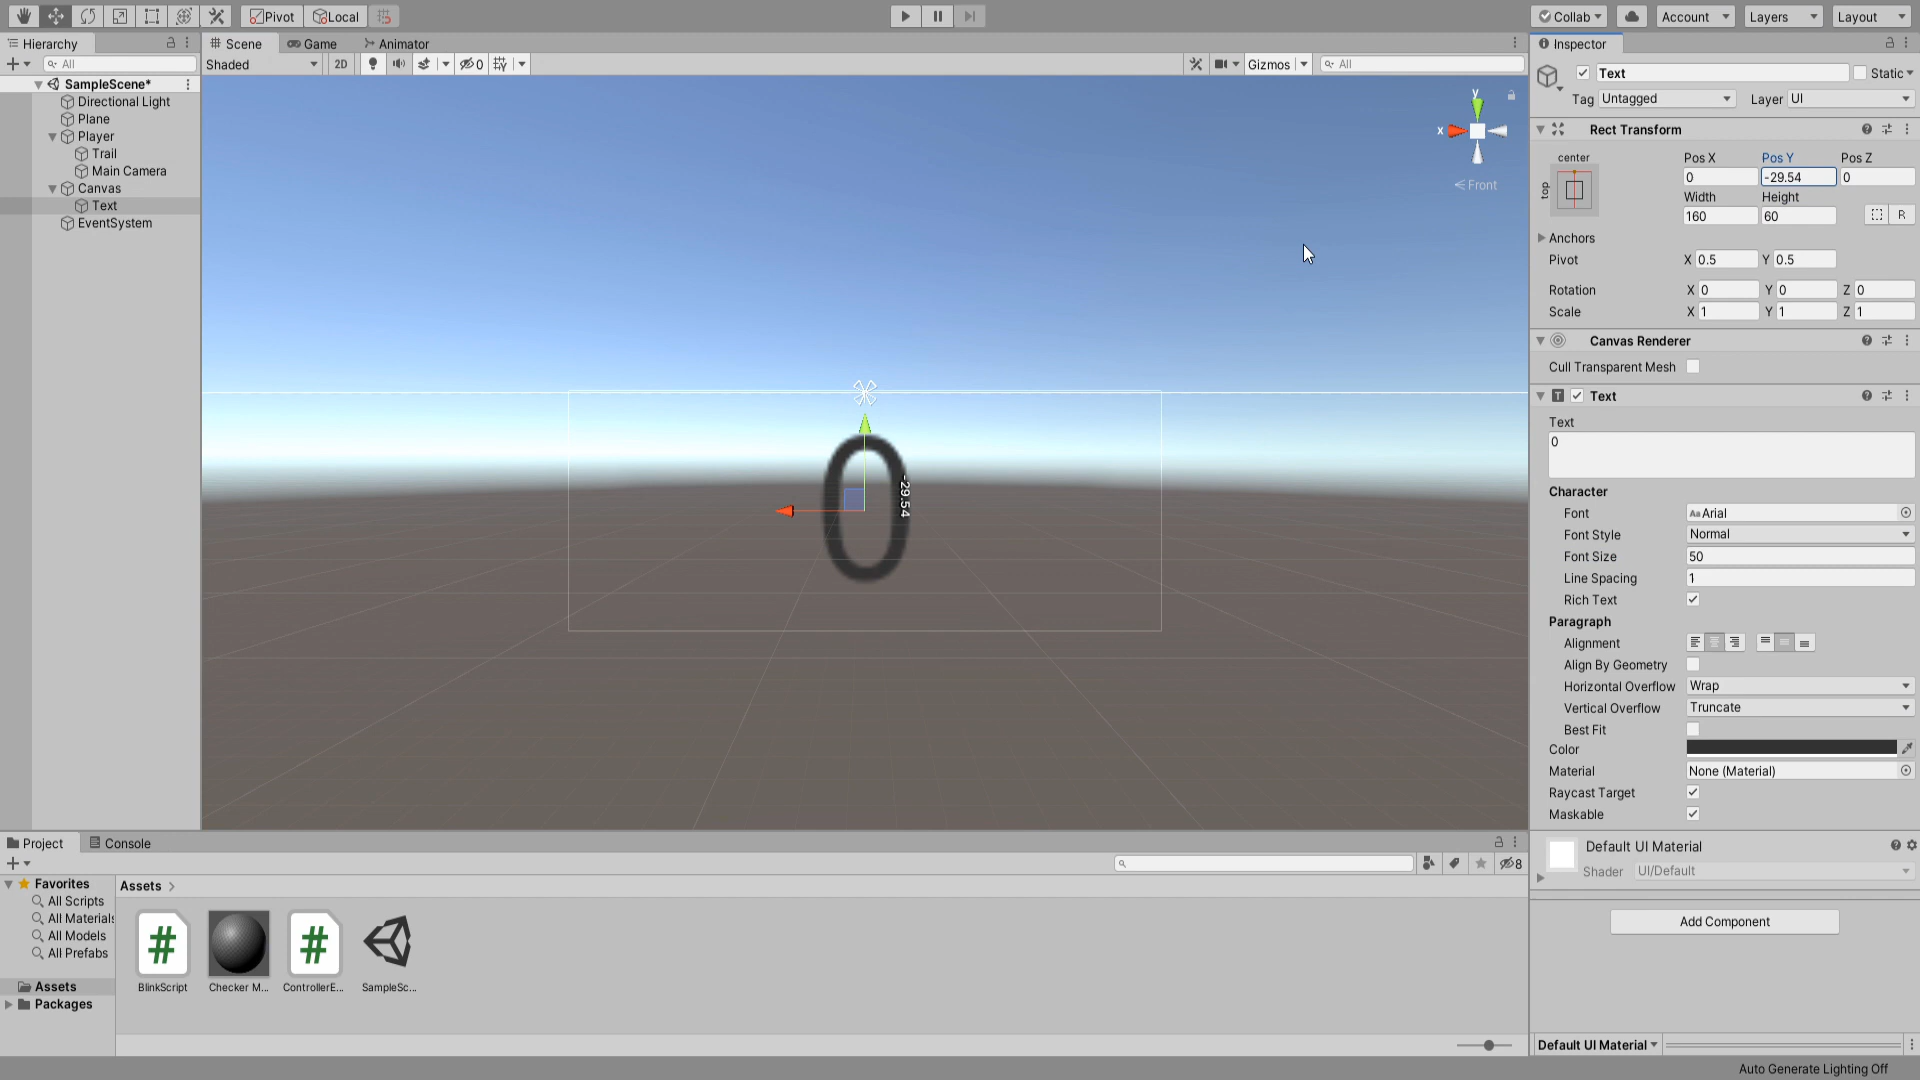 Pivot Local Collab Account Layers Layout
Hierarchy
All
SampleScene*
Directional Light
Plane
Player
Trail
Main Camera
Canvas
Text
EventSystem
Scene Game Animator
Shaded 2D 0 Gizmos All
y
x
Front
-29.54
0
Inspector
Text Static
Tag Untagged Layer UI
Rect Transform
center
top
Pos X Pos Y Pos Z
0 -29.54 0
Width Height
160 60 R
Anchors
Pivot X 0.5 Y 0.5
Rotation X 0 Y 0 Z 0
Scale X 1 Y 1 Z 1
Canvas Renderer
Cull Transparent Mesh
T Text
Text
0
Character
Font Aa Arial
Font Style Normal
Font Size 50
Line Spacing 1
Rich Text
Paragraph
Alignment
Align By Geometry
Horizontal Overflow Wrap
Vertical Overflow Truncate
Best Fit
Color
Material None (Material)
Raycast Target
Maskable
Default UI Material
Shader UI/Default
Add Component
Default UI Material
Project Console
8
Favorites
All Scripts
All Materials
All Models
All Prefabs
Assets
Packages
Assets
# #
BlinkScript Checker M... ControllerE... SampleSc...
Auto Generate Lighting Off